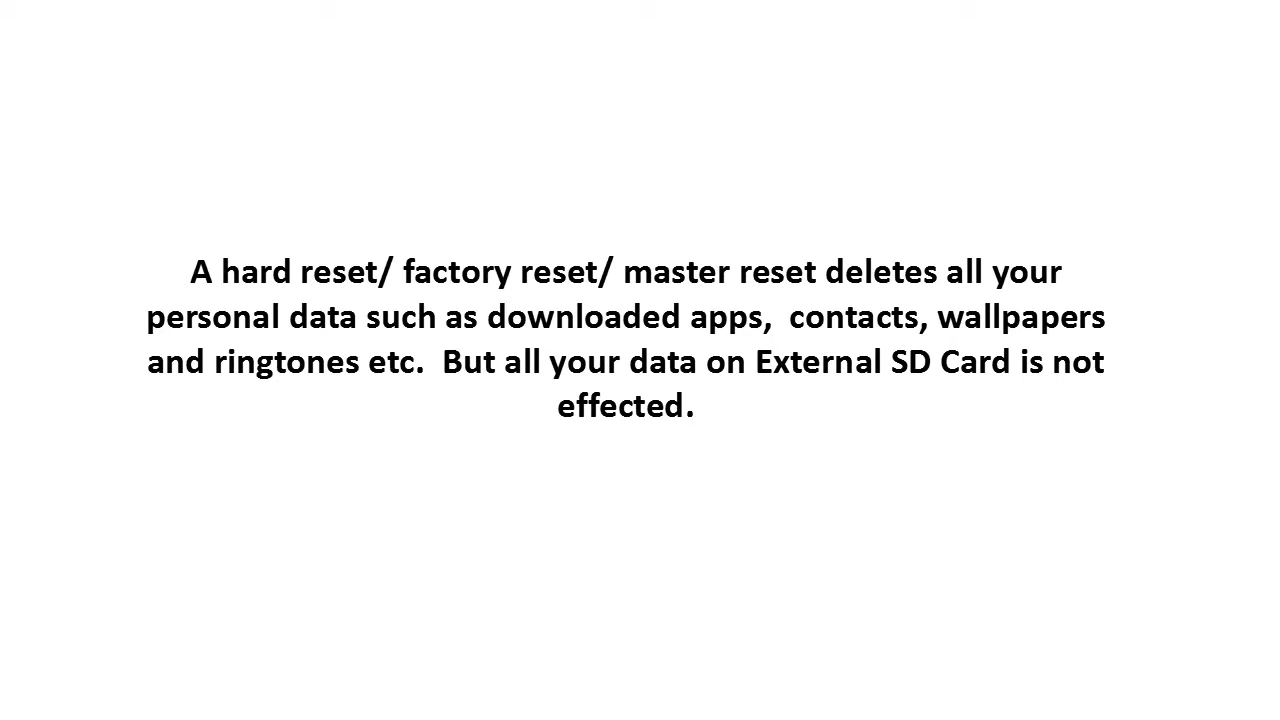 A hard reset/ factory reset/ master reset deletes all your
personal data such as downloaded apps,  contacts, wallpapers
and ringtones etc.  But all your data on External SD Card is not
effected.